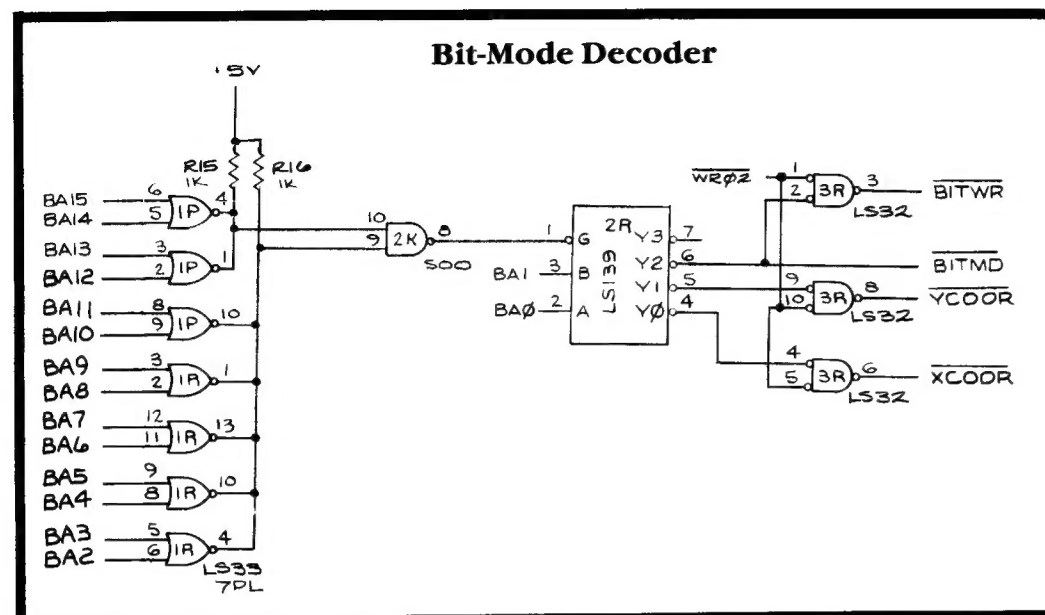 Bit-Mode Decoder
+5V
R15
1K
R16
1K
BA15 6
BA14 5
1P 4
BA13 3
BA12 2
1P 1
BA11 8
BA10 9
1P 10
BA9 3
BA8 2
1R 1
BA7 12
BA6 11
1R 13
BA5 9
BA4 8
1R 10
BA3 5
BA2 6
1R 4
LS33
7PL
10
9
2K 8
S00
1 G
BA1 3 B
BAØ 2 A
LS139
2R
Y3 7
Y2 6
Y1 5
YØ 4
WRØ2
1
2
3R 3
LS32
BITWR
BITMD
9
10
3R 8
LS32
YCOOR
4
5
3R 6
LS32
XCOOR